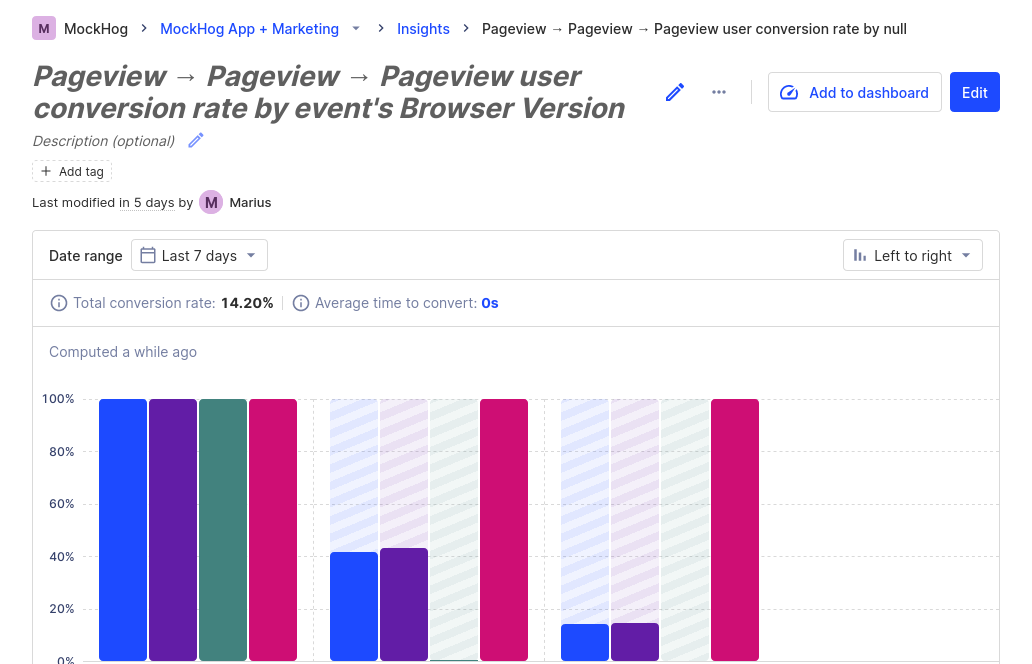 M MockHog > MockHog App + Marketing > Insights > Pageview → Pageview → Pageview user conversion rate by null
Pageview → Pageview → Pageview user
conversion rate by event's Browser Version
Add to dashboard
Edit
Description (optional)
+ Add tag
Last modified in 5 days by M Marius
Date range Last 7 days
Left to right
Total conversion rate: 14.20% Average time to convert: 0s
Computed a while ago
100%
80%
60%
40%
20%
0%